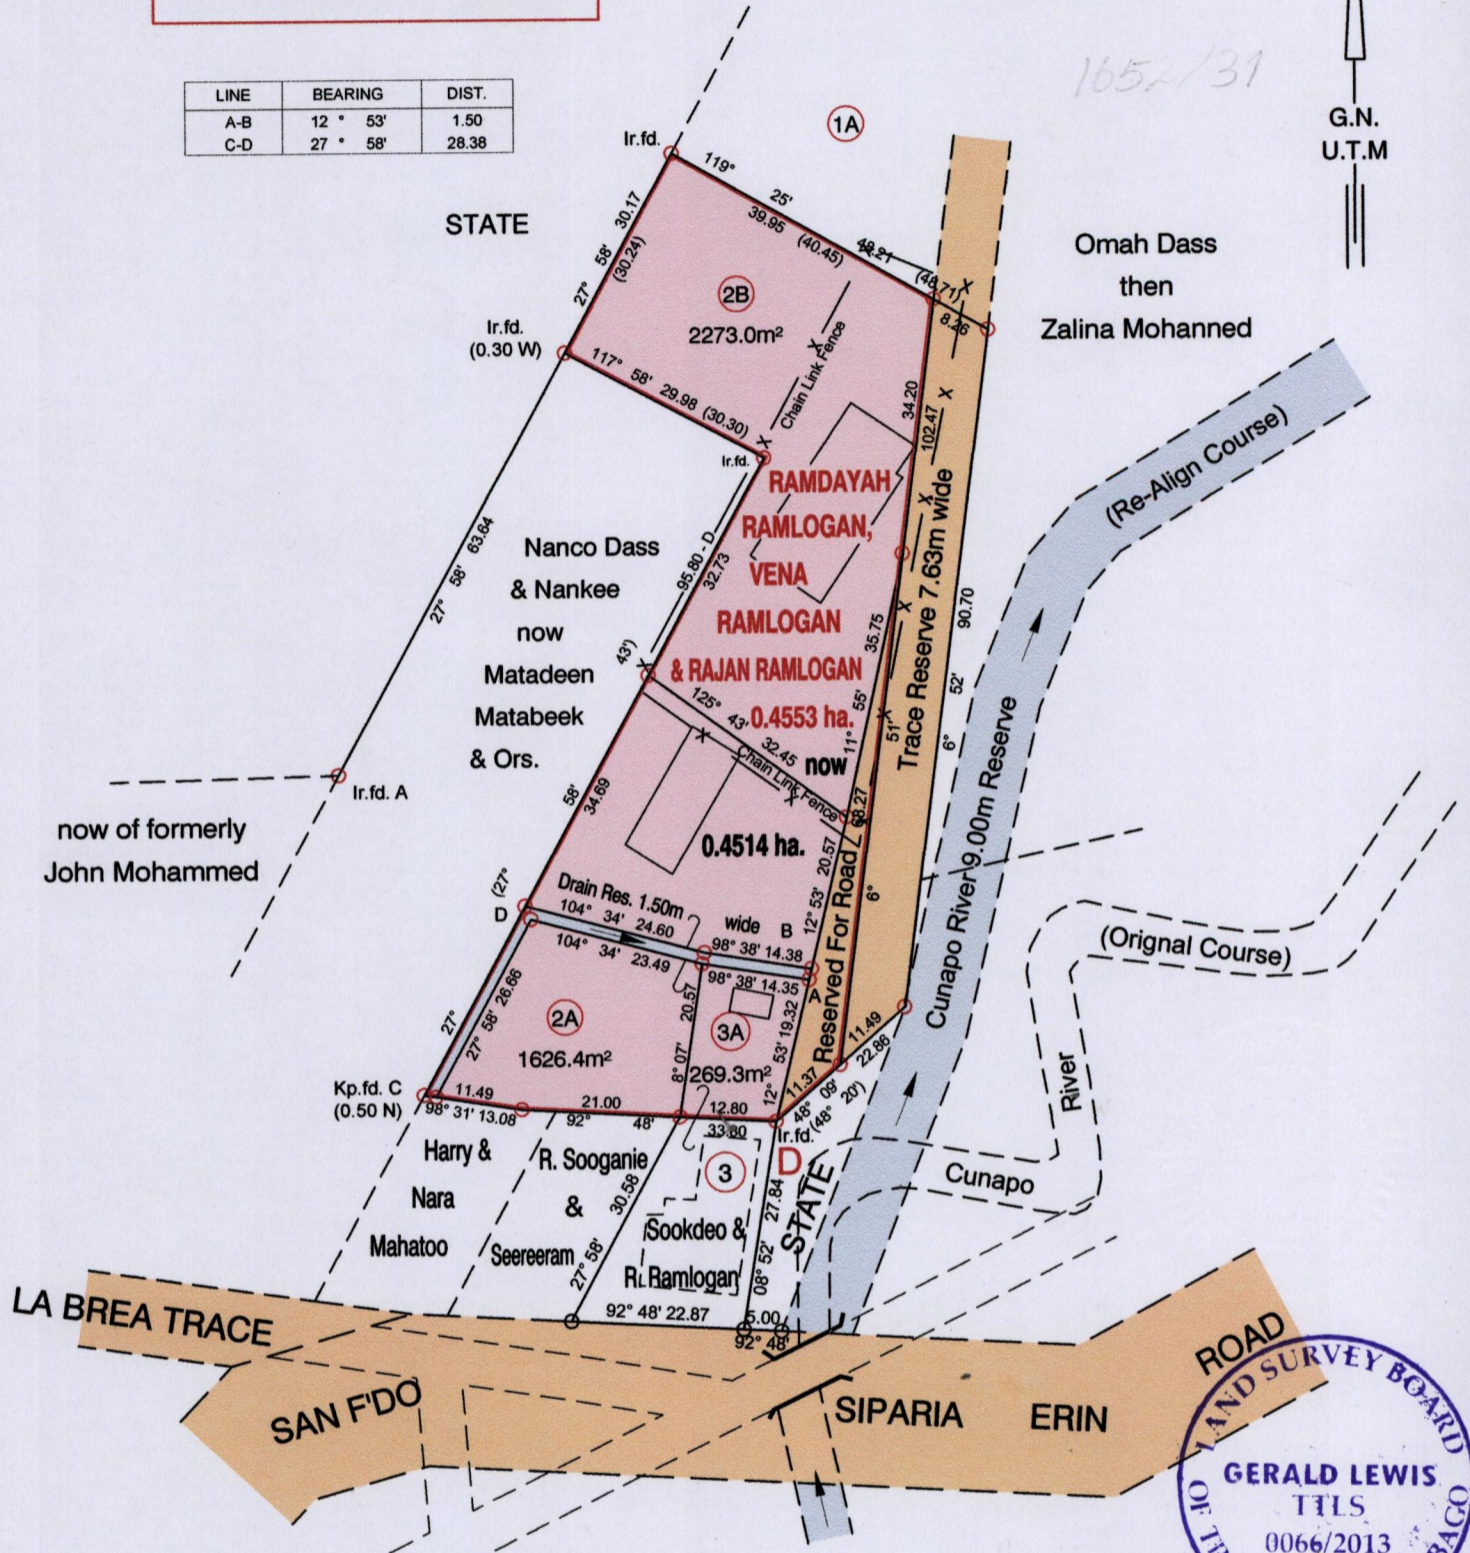 LINE BEARING DIST.
A-B 12 ° 53' 1.50
C-D 27 ° 58' 28.38
1652/31
G.N.
U.T.M
1A
Ir.fd.
119° 25'
39.95 (40.45)
48.21 (48.71)
8.26
STATE
27° 58' 30.17
(30.24)
Omah Dass
then
Zalina Mohanned
2B
2273.0m²
Ir.fd.
(0.30 W)
117° 58' 29.98 (30.30)
X Chain Link Fence X
Ir.fd.
34.20
102.47
X
X
X
X
X
X
(Re-Align Course)
RAMDAYAH
RAMLOGAN,
VENA
RAMLOGAN
& RAJAN RAMLOGAN
0.4553 ha.
now
0.4514 ha.
Trace Reserve 7.63m wide
27° 58' 63.64
Nanco Dass
& Nankee
now
Matadeen
Matabeek
& Ors.
95.80 - D
32.73
43')
X
35.75
11° 55'
51'
90.70
6° 52'
125° 43' 32.45
X Chain Link Fence X
Ir.fd. A
now of formerly
John Mohammed
58'
34.69
68.27
6°
20.57
12° 53'
Reserved For Road
Cunapo River 9.00m Reserve
(Orignal Course)
(27°
D
Drain Res. 1.50m wide B
104° 34' 24.60
98° 38' 14.38
104° 34' 23.49
98° 38' 14.35
A
27°
27° 58' 26.66
2A
1626.4m²
20.57
8° 07'
3A
269.3m²
12° 53' 19.32
11.49
22.86
11.37
48° 09'
(48° 20')
Kp.fd. C
(0.50 N)
11.49
98° 31' 13.08
21.00
92° 48'
12.80
33.80
Ir.fd.
D
River
Cunapo
Harry &
Nara
Mahatoo
R. Sooganie
&
Seereeram
27° 58' 30.58
3
Sookdeo &
R. Ramlogan
08° 52' 27.84
STATE
92° 48' 22.87
5.00
92° 48'
LA BREA TRACE
SAN F'DO SIPARIA ERIN ROAD
LAND SURVEY BOARD
GERALD LEWIS
TTLS
0066/2013